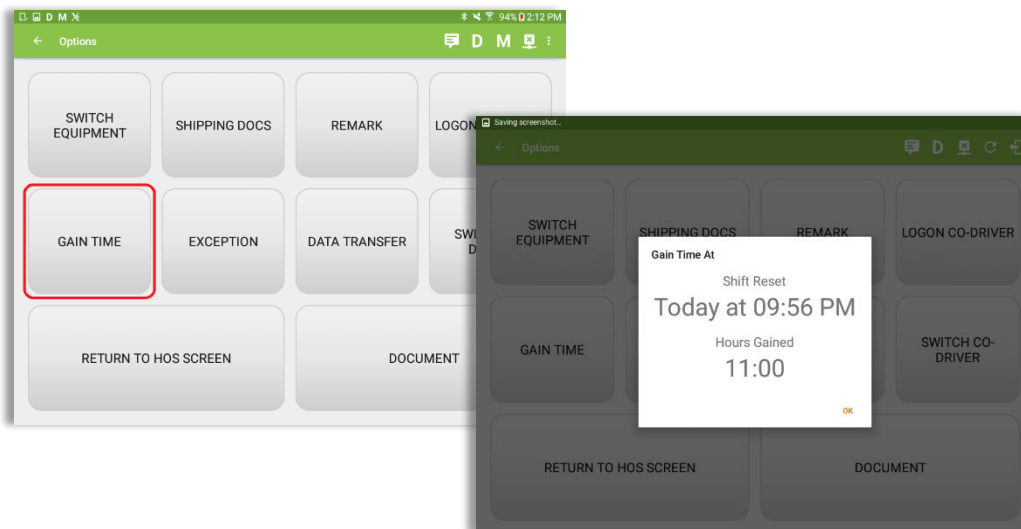 D M
94% 2:12 PM
Options
D M
SWITCH
EQUIPMENT
SHIPPING DOCS
REMARK
LOGON
GAIN TIME
EXCEPTION
DATA TRANSFER
SWI
D
RETURN TO HOS SCREEN
DOCUMENT
Saving screenshot...
Options
D
SWITCH
EQUIPMENT
SHIPPING DOCS
REMARK
LOGON CO-DRIVER
GAIN TIME
SWITCH CO-
DRIVER
Gain Time At
Shift Reset
Today at 09:56 PM
Hours Gained
11:00
OK
RETURN TO HOS SCREEN
DOCUMENT